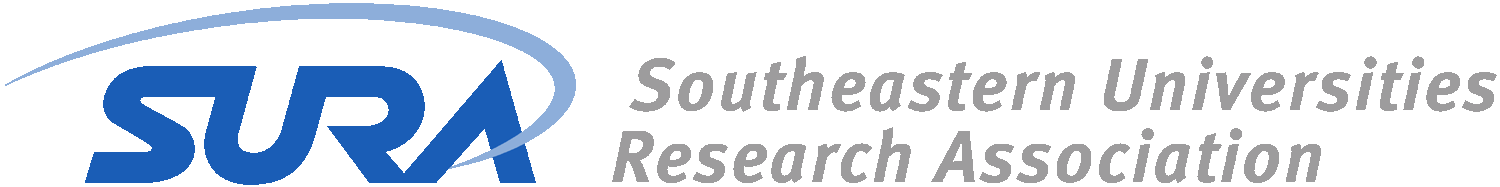 SURA
Southeastern Universities
Research Association